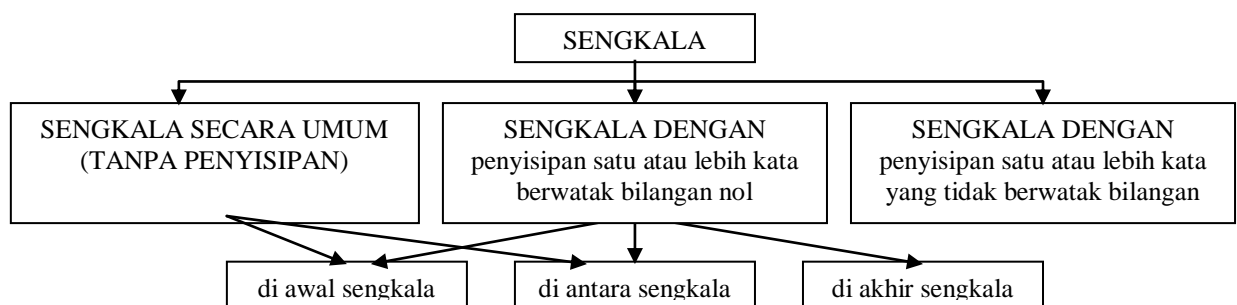 SENGKALA
SENGKALA SECARA UMUM
(TANPA PENYISIPAN)
SENGKALA DENGAN
penyisipan satu atau lebih kata
berwatak bilangan nol
SENGKALA DENGAN
penyisipan satu atau lebih kata
yang tidak berwatak bilangan
di awal sengkala
di antara sengkala
di akhir sengkala